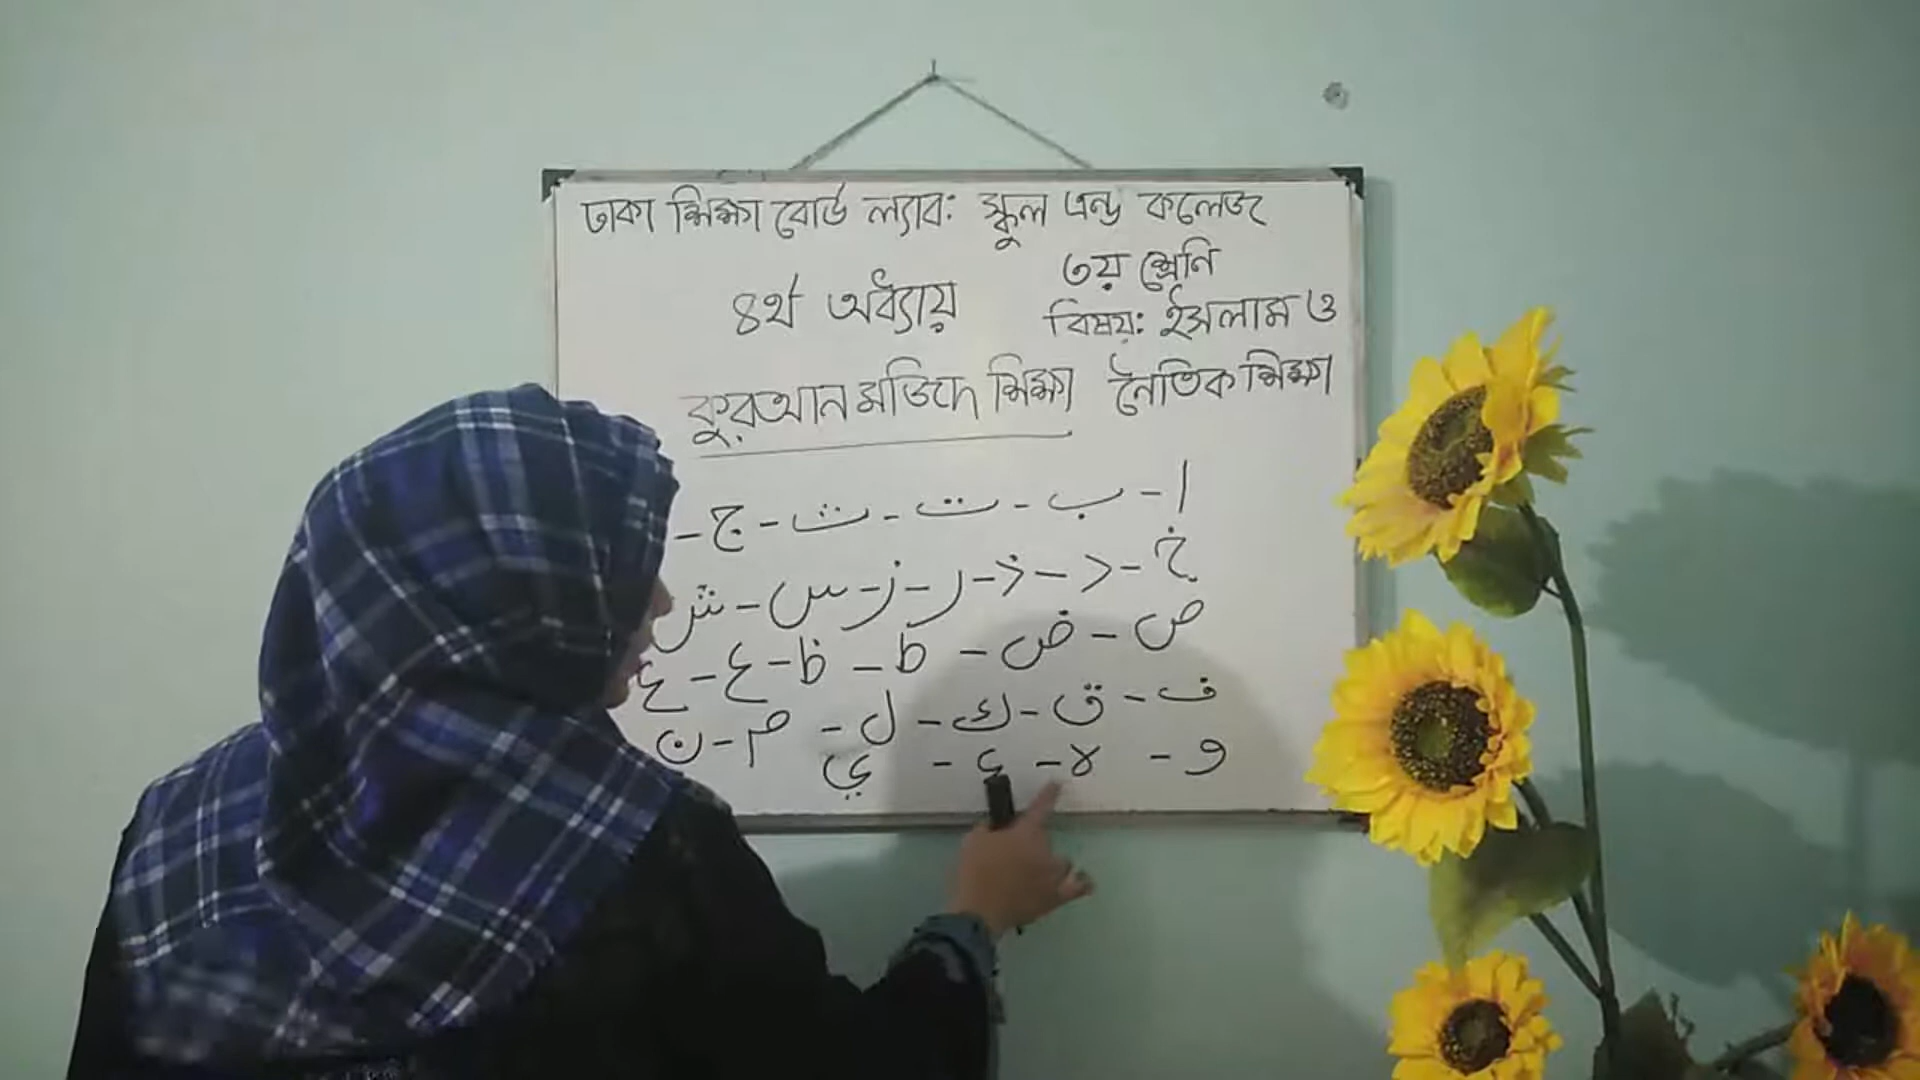 ঢাকা শিক্ষা বোর্ড ল্যাব: স্কুল এন্ড কলেজ
৩য় শ্রেণি
৪র্থ অধ্যায়
বিষয়: ইসলাম ও
নৈতিক শিক্ষা
কুরআন মজিদ শিক্ষা
ا - ب - ت - ث - ج -
خ - د - ذ - ر - ز - س - ش
ص - ض - ط - ظ - ع - غ
ف - ق - ك - ل - م - ن
و - ه - ء - ي